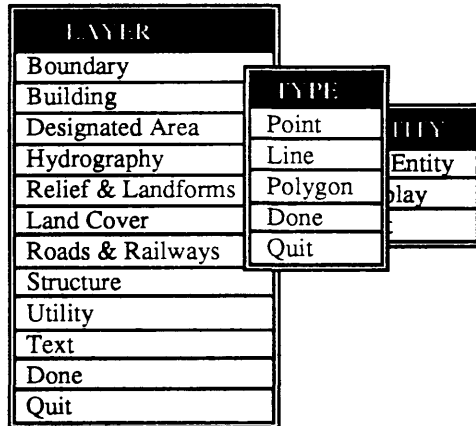 LAYER
Boundary
Building
Designated Area
Hydrography
Relief & Landforms
Land Cover
Roads & Railways
Structure
Utility
Text
Done
Quit
TYPE
Point
Line
Polygon
Done
Quit
Entity